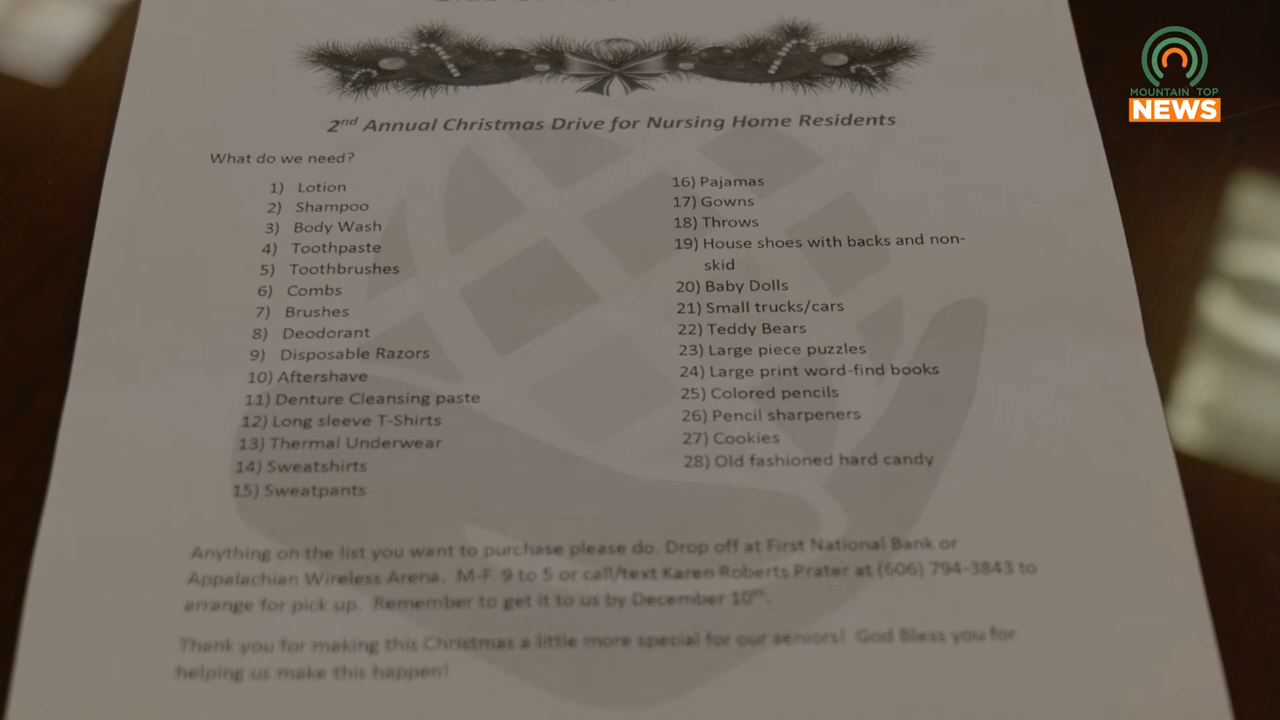 MOUNTAIN TOP
NEWS
2nd Annual Christmas Drive for Nursing Home Residents
What do we need?
1) Lotion
2) Shampoo
3) Body Wash
4) Toothpaste
5) Toothbrushes
6) Combs
7) Brushes
8) Deodorant
9) Disposable Razors
10) Aftershave
11) Denture Cleansing paste
12) Long sleeve T-Shirts
13) Thermal Underwear
14) Sweatshirts
15) Sweatpants
16) Pajamas
17) Gowns
18) Throws
19) House shoes with backs and non-
skid
20) Baby Dolls
21) Small trucks/cars
22) Teddy Bears
23) Large piece puzzles
24) Large print word-find books
25) Colored pencils
26) Pencil sharpeners
27) Cookies
28) Old fashioned hard candy
Anything on the list you want to purchase please do. Drop off at First National Bank or
Appalachian Wireless Arena. M-F 9 to 5 or call/text Karen Roberts Prater at (606) 794-3843 to
arrange for pick up. Remember to get it to us by December 10th.
Thank you for making this Christmas a little more special for our seniors! God Bless you for
helping us make this happen!